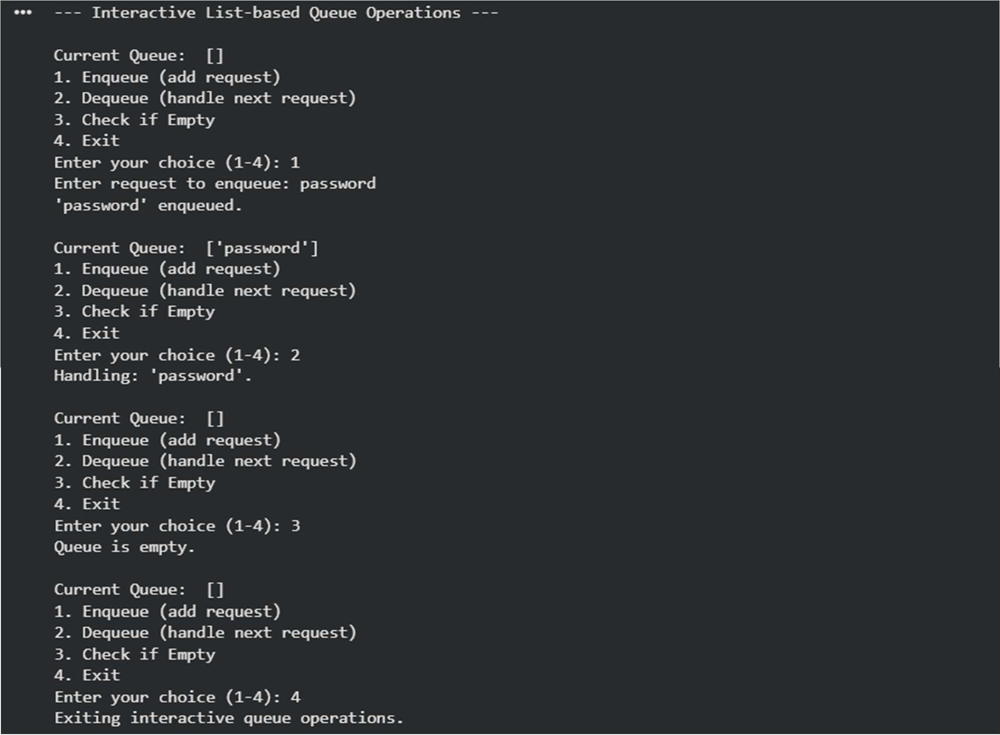 --- Interactive List-based Queue Operations ---
Current Queue:  []
1. Enqueue (add request)
2. Dequeue (handle next request)
3. Check if Empty
4. Exit
Enter your choice (1-4): 1
Enter request to enqueue: password
'password' enqueued.
Current Queue:  ['password']
1. Enqueue (add request)
2. Dequeue (handle next request)
3. Check if Empty
4. Exit
Enter your choice (1-4): 2
Handling: 'password'.
Current Queue:  []
1. Enqueue (add request)
2. Dequeue (handle next request)
3. Check if Empty
4. Exit
Enter your choice (1-4): 3
Queue is empty.
Current Queue:  []
1. Enqueue (add request)
2. Dequeue (handle next request)
3. Check if Empty
4. Exit
Enter your choice (1-4): 4
Exiting interactive queue operations.